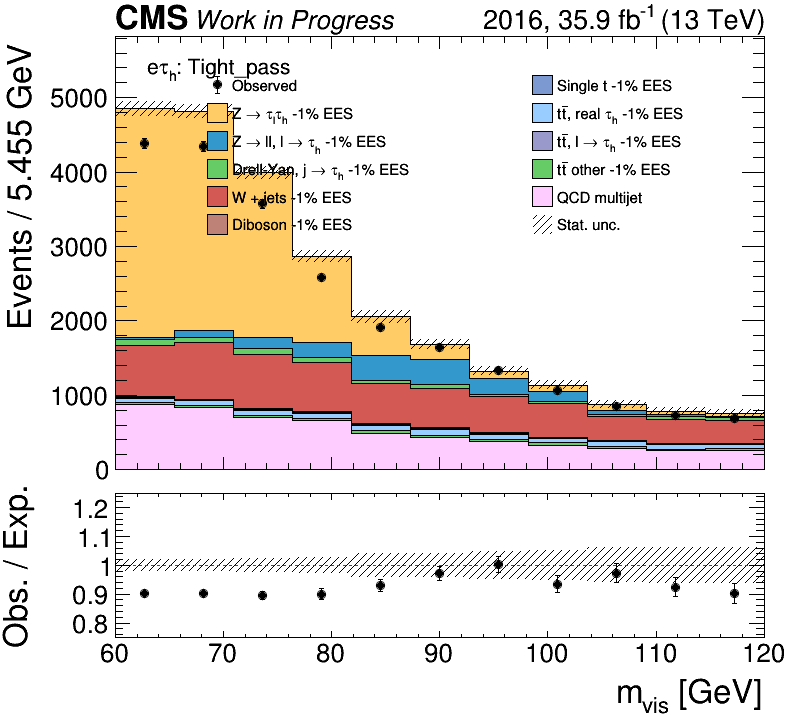 CMS Work in Progress 2016, 35.9 fb⁻¹ (13 TeV)
eτₕ: Tight_pass
Observed
Z → τₗτₕ -1% EES
Z → ll, l → τₕ -1% EES
Drell-Yan, j → τₕ -1% EES
W + jets -1% EES
Diboson -1% EES
Single t -1% EES
tt̄, real τₕ -1% EES
tt̄, l → τₕ -1% EES
tt̄ other -1% EES
QCD multijet
Stat. unc.
Events / 5.455 GeV
5000
4000
3000
2000
1000
0
Obs. / Exp.
1.2
1.1
1
0.9
0.8
60 70 80 90 100 110 120
m_vis [GeV]